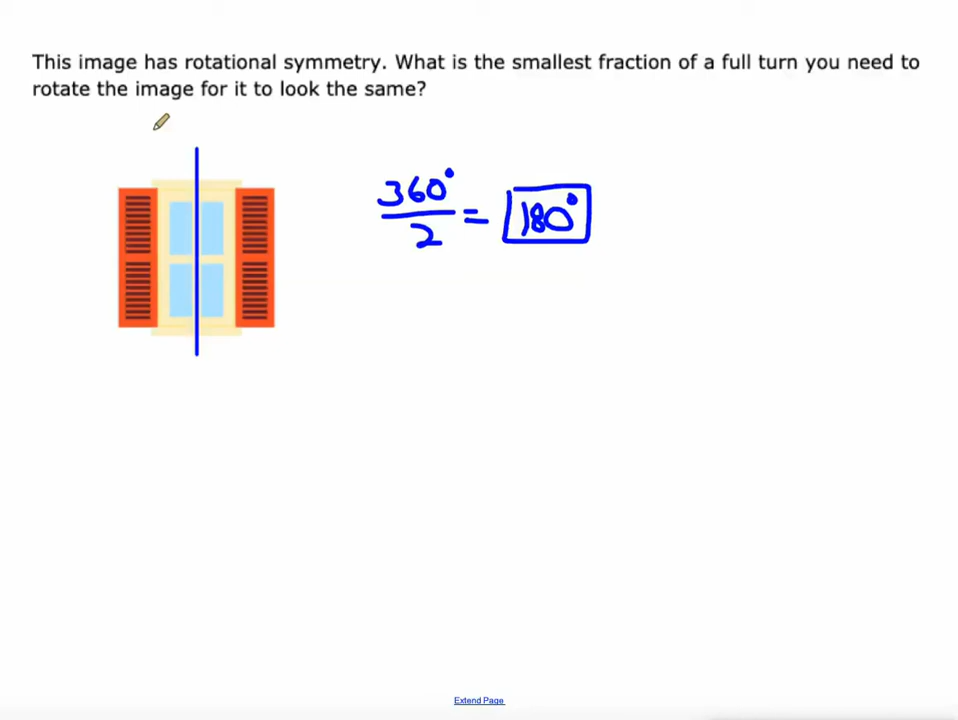 This image has rotational symmetry. What is the smallest fraction of a full turn you need to
rotate the image for it to look the same?
360°
2
= 180°
Extend Page